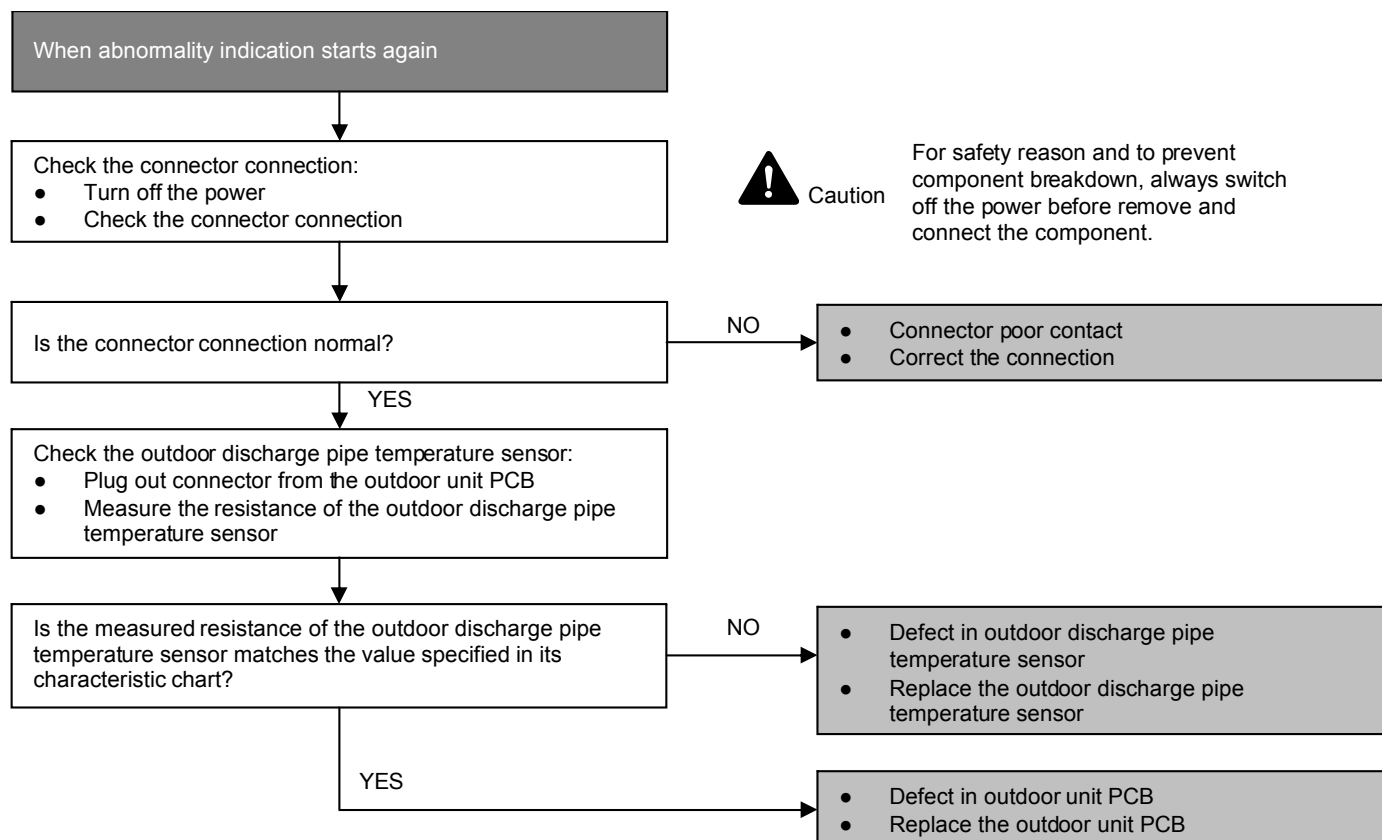 When abnormality indication starts again
Check the connector connection:
● Turn off the power
● Check the connector connection
Caution
For safety reason and to prevent
component breakdown, always switch
off the power before remove and
connect the component.
Is the connector connection normal?
NO
● Connector poor contact
● Correct the connection
YES
Check the outdoor discharge pipe temperature sensor:
● Plug out connector from the outdoor unit PCB
● Measure the resistance of the outdoor discharge pipe
temperature sensor
Is the measured resistance of the outdoor discharge pipe
temperature sensor matches the value specified in its
characteristic chart?
NO
● Defect in outdoor discharge pipe
temperature sensor
● Replace the outdoor discharge pipe
temperature sensor
YES
● Defect in outdoor unit PCB
● Replace the outdoor unit PCB